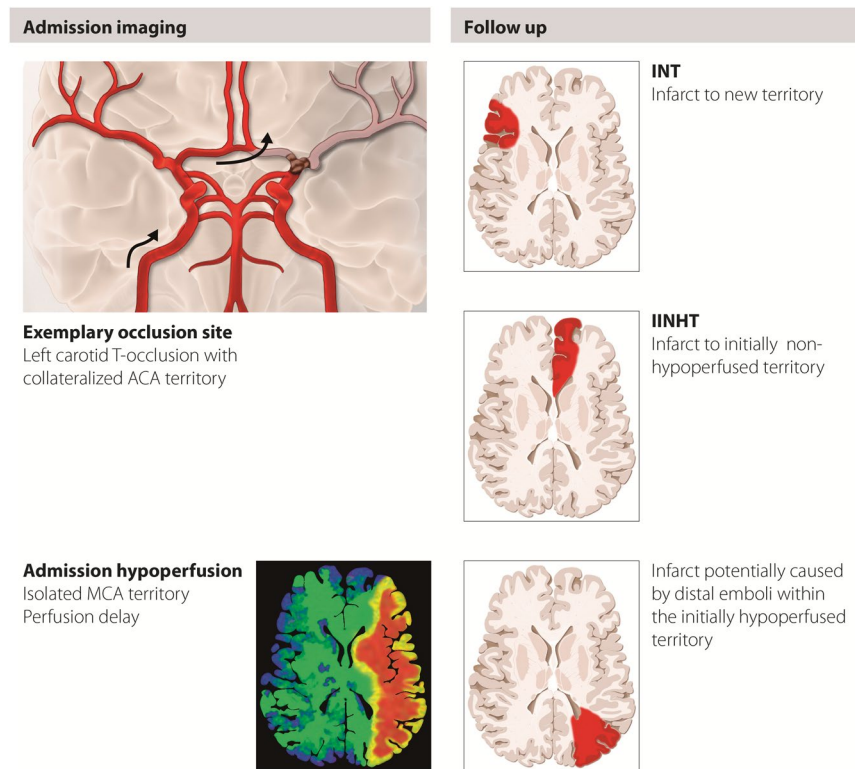 Admission imaging
Exemplary occlusion site
Left carotid T-occlusion with
collateralized ACA territory
Admission hypoperfusion
Isolated MCA territory
Perfusion delay
Follow up
INT
Infarct to new territory
IINHT
Infarct to initially non-
hypoperfused territory
Infarct potentially caused
by distal emboli within
the initially hypoperfused
territory